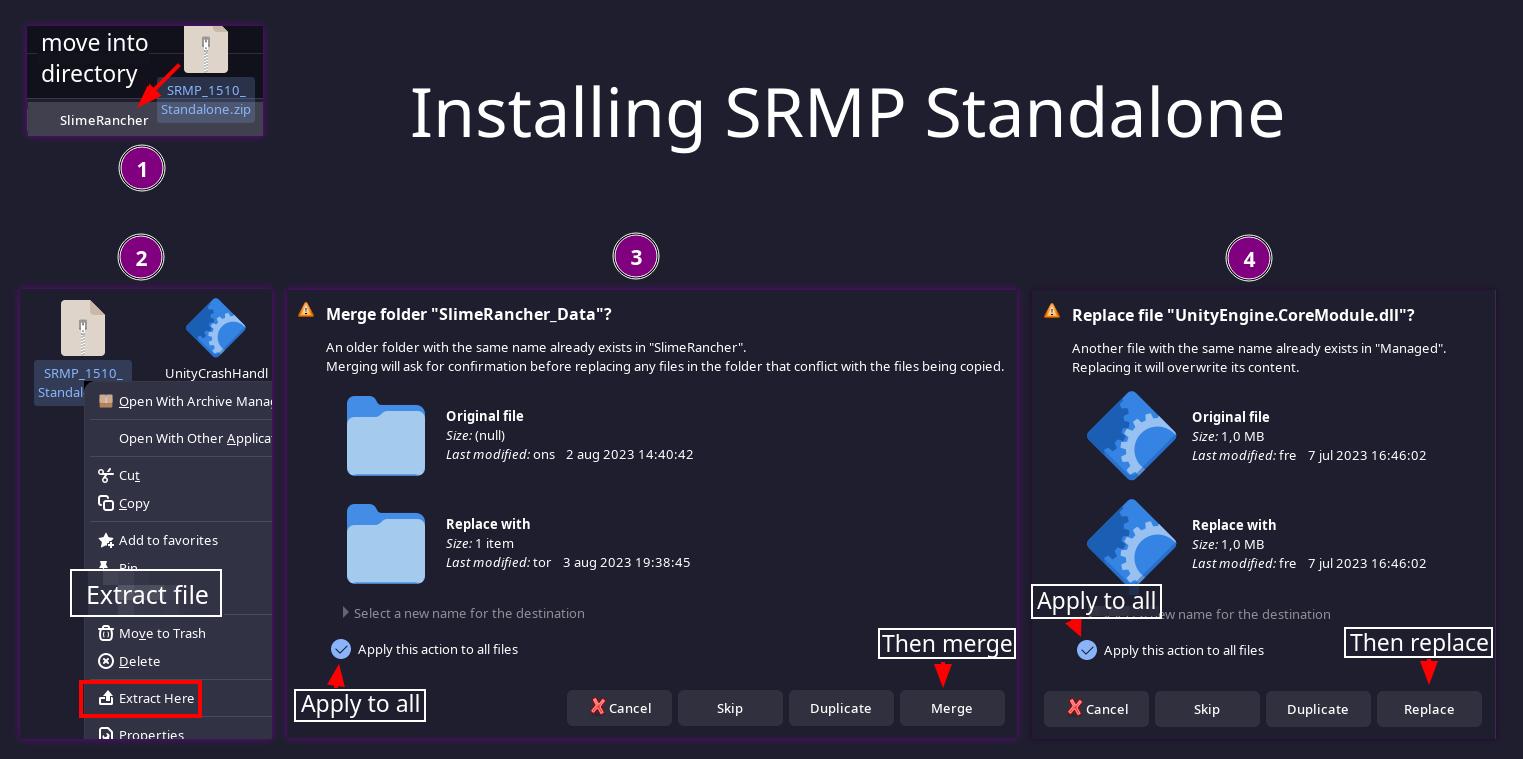 move into
directory
SRMP_1510_
Standalone.zip
SlimeRancher
1
Installing SRMP Standalone
2
SRMP_1510_
Standal
UnityCrashHandl
Open With Archive Manag
Open With Other Applicat
Cut
Copy
Add to favorites
Pin
Extract file
Move to Trash
Delete
Extract Here
Properties
3
Merge folder "SlimeRancher_Data"?
An older folder with the same name already exists in "SlimeRancher".
Merging will ask for confirmation before replacing any files in the folder that conflict with the files being copied.
Original file
Size: (null)
Last modified: ons 2 aug 2023 14:40:42
Replace with
Size: 1 item
Last modified: tor 3 aug 2023 19:38:45
Select a new name for the destination
Apply this action to all files
Then merge
Apply to all
Cancel
Skip
Duplicate
Merge
4
Replace file "UnityEngine.CoreModule.dll"?
Another file with the same name already exists in "Managed".
Replacing it will overwrite its content.
Original file
Size: 1,0 MB
Last modified: fre 7 jul 2023 16:46:02
Replace with
Size: 1,0 MB
Last modified: fre 7 jul 2023 16:46:02
Apply to all
name for the destination
Apply this action to all files
Then replace
Cancel
Skip
Duplicate
Replace